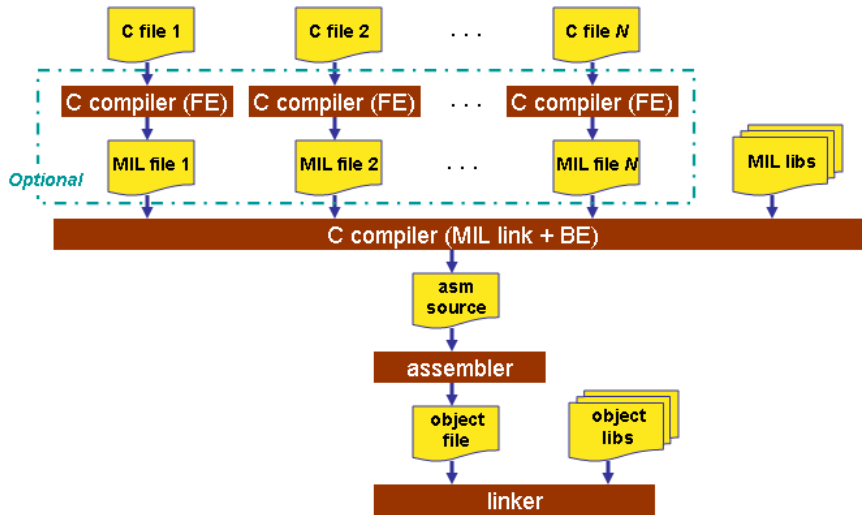 C file 1
C file 2
. . .
C file N
C compiler (FE)
C compiler (FE)
. . .
C compiler (FE)
MIL file 1
MIL file 2
. . .
MIL file N
MIL libs
Optional
C compiler (MIL link + BE)
asm
source
assembler
object
file
object
libs
linker